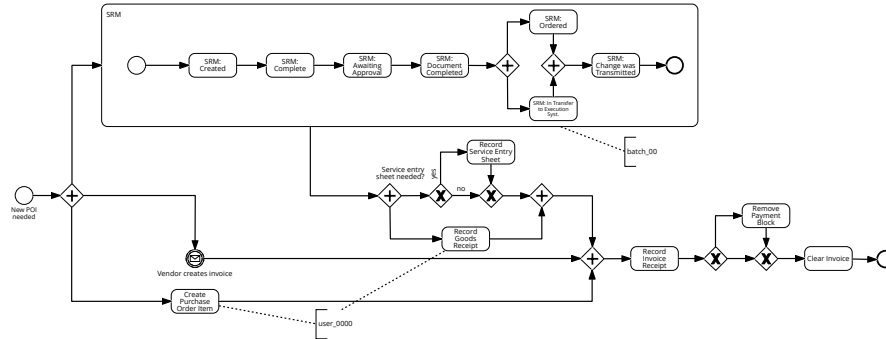 SRM
SRM:
Ordered
SRM:
Created
SRM:
Complete
SRM:
Awaiting
Approval
SRM:
Document
Completed
SRM:
Change was
Transmitted
SRM: In Transfer
to Execution
Syst.
batch_00
Record
Service Entry
Sheet
Service entry
sheet needed?
yes
no
New POI
needed
Record
Goods
Receipt
Remove
Payment
Block
Vendor creates invoice
Record
Invoice
Receipt
Clear Invoice
Create
Purchase
Order Item
user_0000